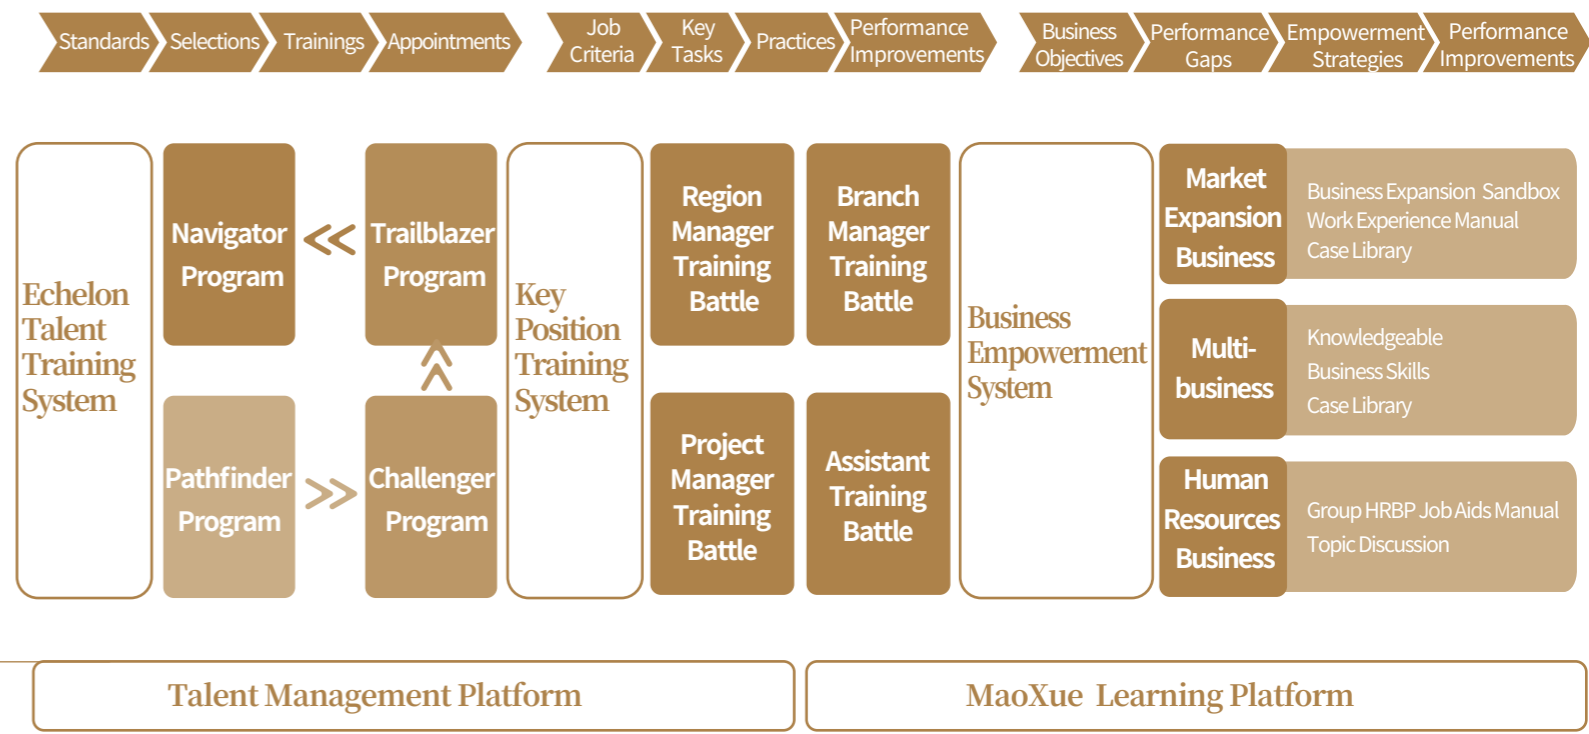 Standards
Selections
Trainings
Appointments
Job
Criteria
Key
Tasks
Practices
Performance
Improvements
Business
Objectives
Performance
Gaps
Empowerment
Strategies
Performance
Improvements
Echelon
Talent
Training
System
Navigator
Program
Trailblazer
Program
Pathfinder
Program
Challenger
Program
Key
Position
Training
System
Region
Manager
Training
Battle
Branch
Manager
Training
Battle
Project
Manager
Training
Battle
Assistant
Training
Battle
Business
Empowerment
System
Market
Expansion
Business
Business Expansion Sandbox
Work Experience Manual
Case Library
Multi-
business
Knowledgeable
Business Skills
Case Library
Human
Resources
Business
Group HRBP Job Aids Manual
Topic Discussion
Talent Management Platform
MaoXue Learning Platform